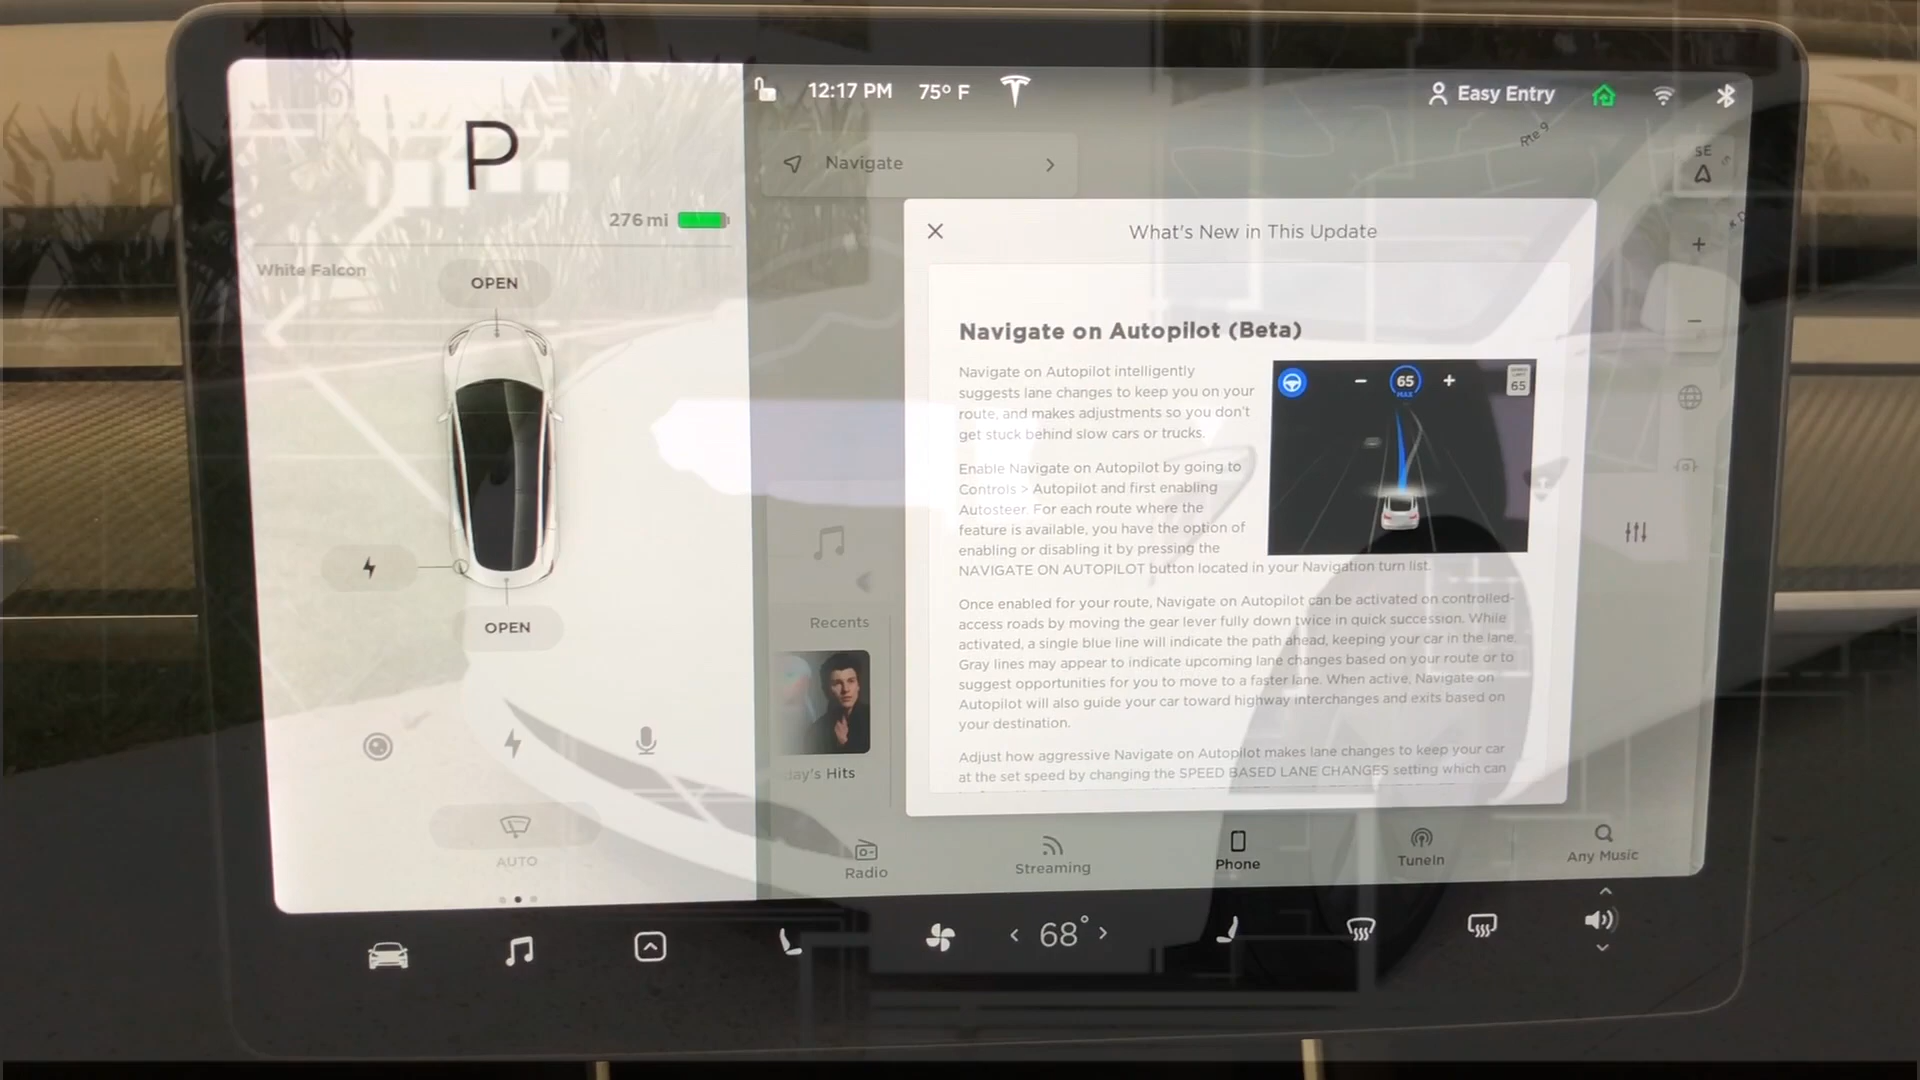 12:17 PM 75° F
Easy Entry
P
Navigate
Rte 9
SE
276 mi
White Falcon
OPEN
OPEN
AUTO
What's New in This Update
Navigate on Autopilot (Beta)
Navigate on Autopilot intelligently
suggests lane changes to keep you on your
route, and makes adjustments so you don't
get stuck behind slow cars or trucks.
Enable Navigate on Autopilot by going to
Controls > Autopilot and first enabling
Autosteer. For each route where the
feature is available, you have the option of
enabling or disabling it by pressing the
NAVIGATE ON AUTOPILOT button located in your Navigation turn list.
65
MAX
65
Once enabled for your route, Navigate on Autopilot can be activated on controlled-
access roads by moving the gear lever fully down twice in quick succession. While
activated, a single blue line will indicate the path ahead, keeping your car in the lane.
Gray lines may appear to indicate upcoming lane changes based on your route or to
suggest opportunities for you to move to a faster lane. When active, Navigate on
Autopilot will also guide your car toward highway interchanges and exits based on
your destination.
Adjust how aggressive Navigate on Autopilot makes lane changes to keep your car
at the set speed by changing the SPEED BASED LANE CHANGES setting which can
Recents
day's Hits
Radio
Streaming
Phone
TuneIn
Any Music
68°